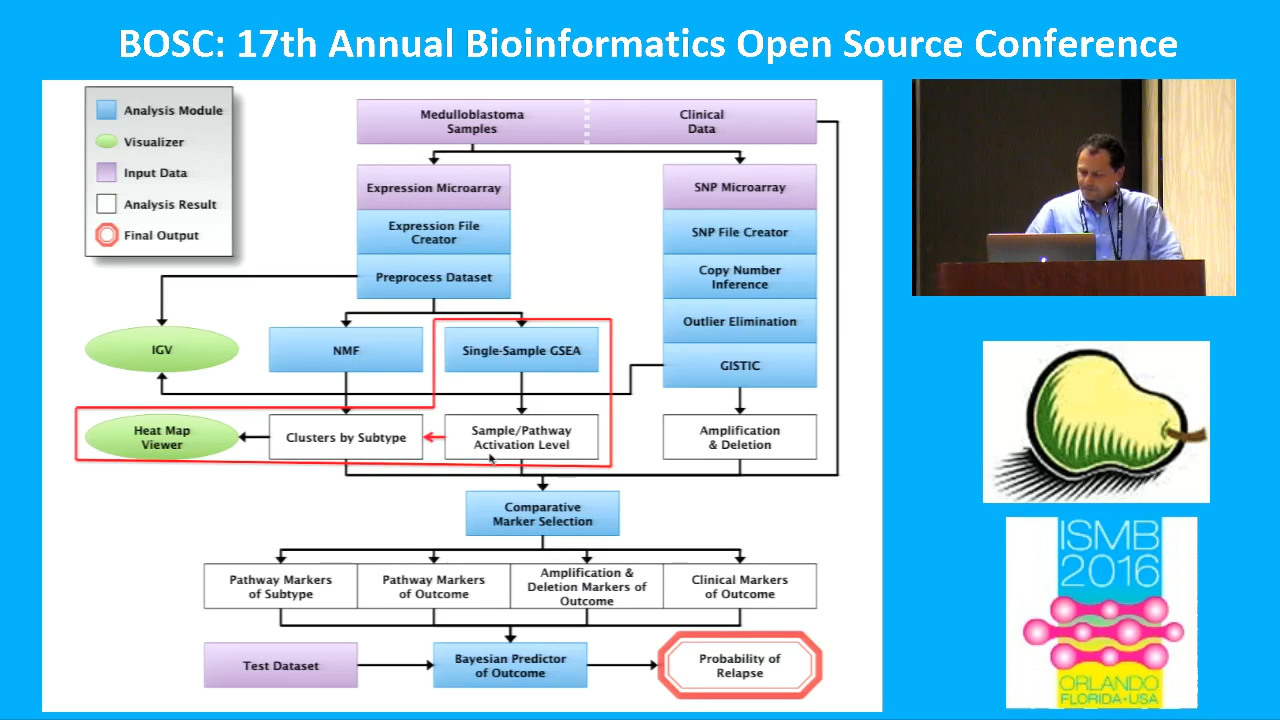 BOSC: 17th Annual Bioinformatics Open Source Conference
Analysis Module
Visualizer
Input Data
Analysis Result
Final Output
Medulloblastoma
Samples
Clinical
Data
Expression Microarray
SNP Microarray
Expression File
Creator
SNP File Creator
Preprocess Dataset
Copy Number
Inference
Outlier Elimination
IGV
NMF
Single-Sample GSEA
GISTIC
Heat Map
Viewer
Clusters by Subtype
Sample/Pathway
Activation Level
Amplification
& Deletion
Comparative
Marker Selection
Pathway Markers
of Subtype
Pathway Markers
of Outcome
Amplification &
Deletion Markers of
Outcome
Clinical Markers
of Outcome
Test Dataset
Bayesian Predictor
of Outcome
Probability of
Relapse
ISMB
2016
ORLANDO
FLORIDA•USA